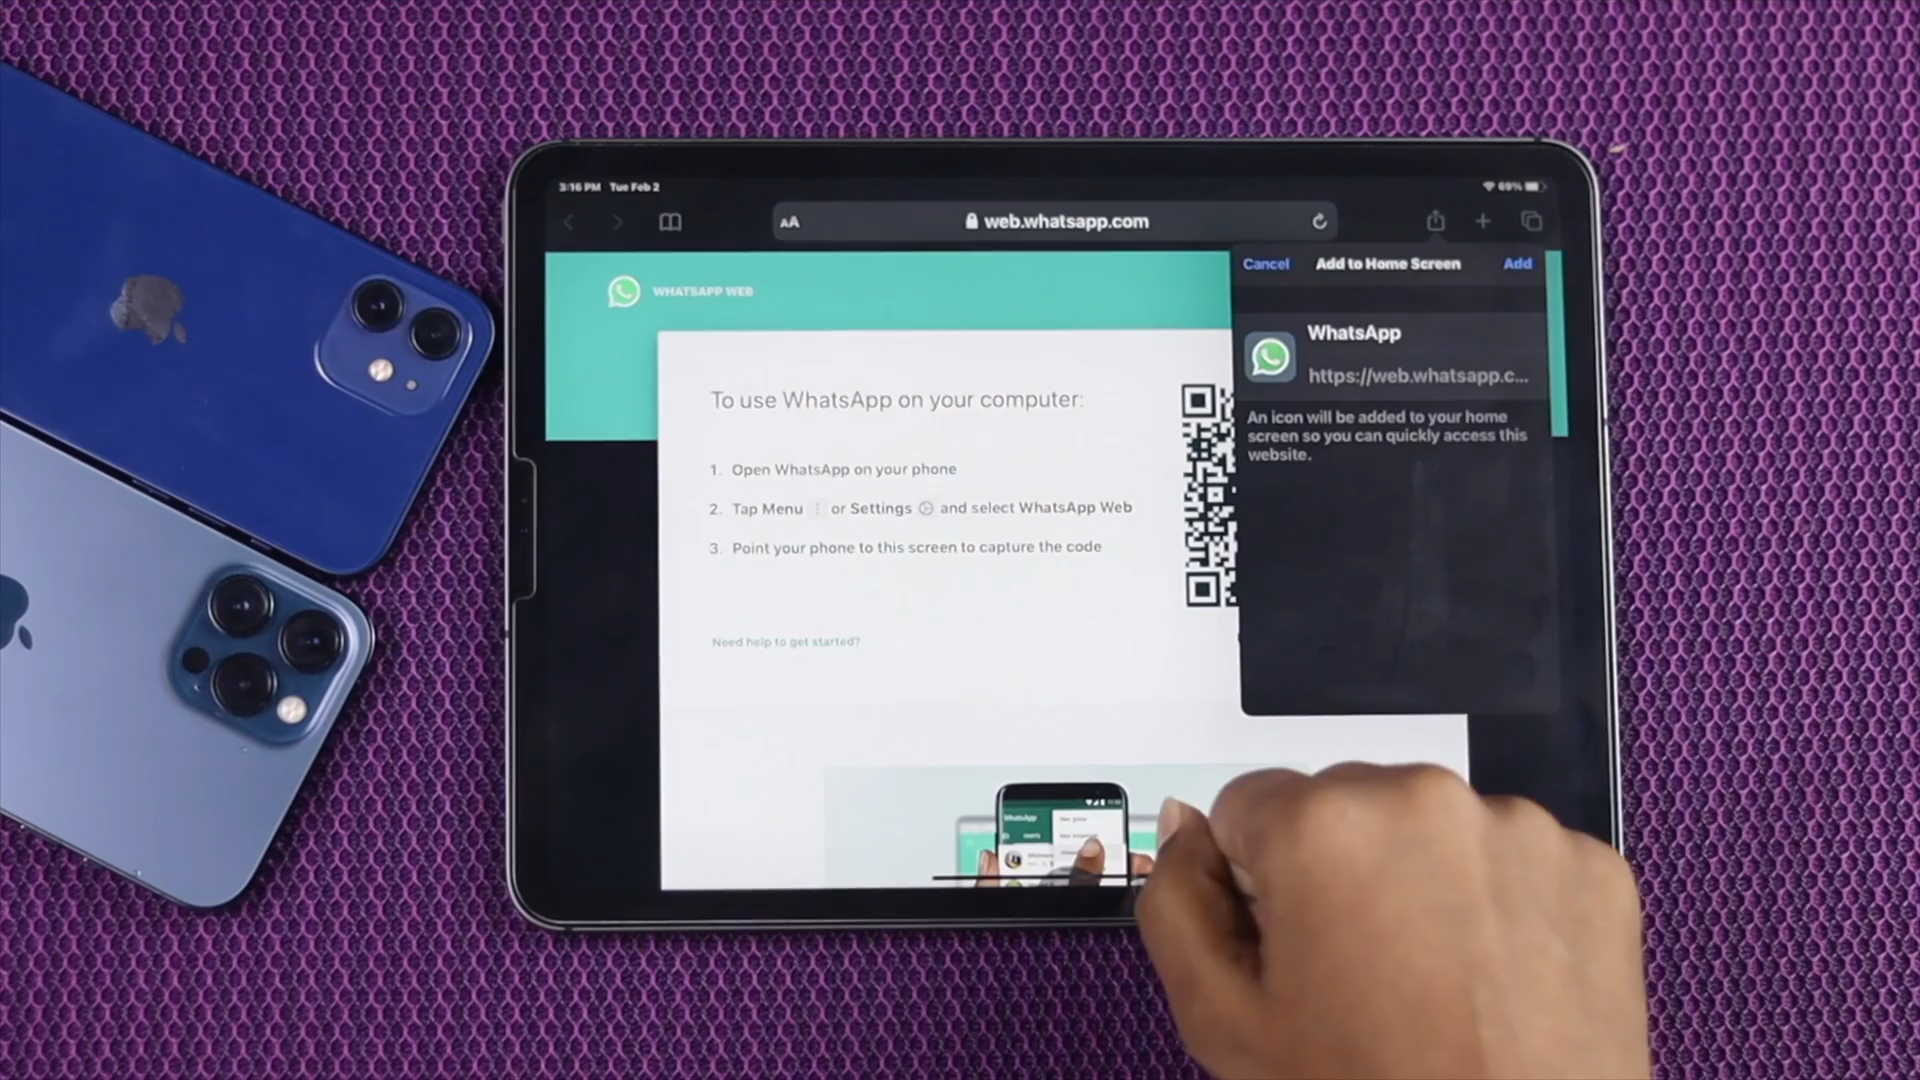 3:16 PM Tue Feb 2
69%
AA
web.whatsapp.com
WHATSAPP WEB
Cancel
Add to Home Screen
Add
WhatsApp
https://web.whatsapp.c...
An icon will be added to your home
screen so you can quickly access this
website.
To use WhatsApp on your computer:
1. Open WhatsApp on your phone
2. Tap Menu or Settings and select WhatsApp Web
3. Point your phone to this screen to capture the code
Need help to get started?
WhatsApp